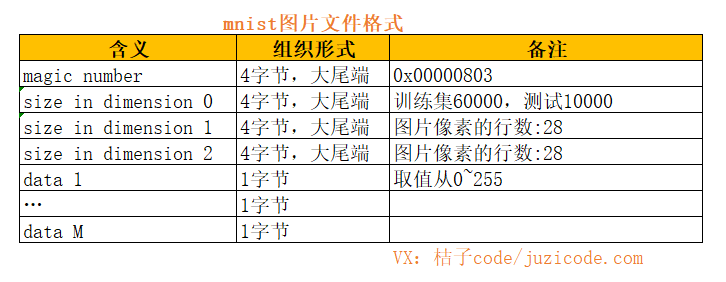 mnist图片文件格式
含义 组织形式 备注
magic number 4字节，大尾端 0x00000803
size in dimension 0 4字节，大尾端 训练集60000，测试10000
size in dimension 1 4字节，大尾端 图片像素的行数:28
size in dimension 2 4字节，大尾端 图片像素的行数:28
data 1 1字节 取值从0~255
… 1字节
data M 1字节
VX：桔子code/juzicode.com